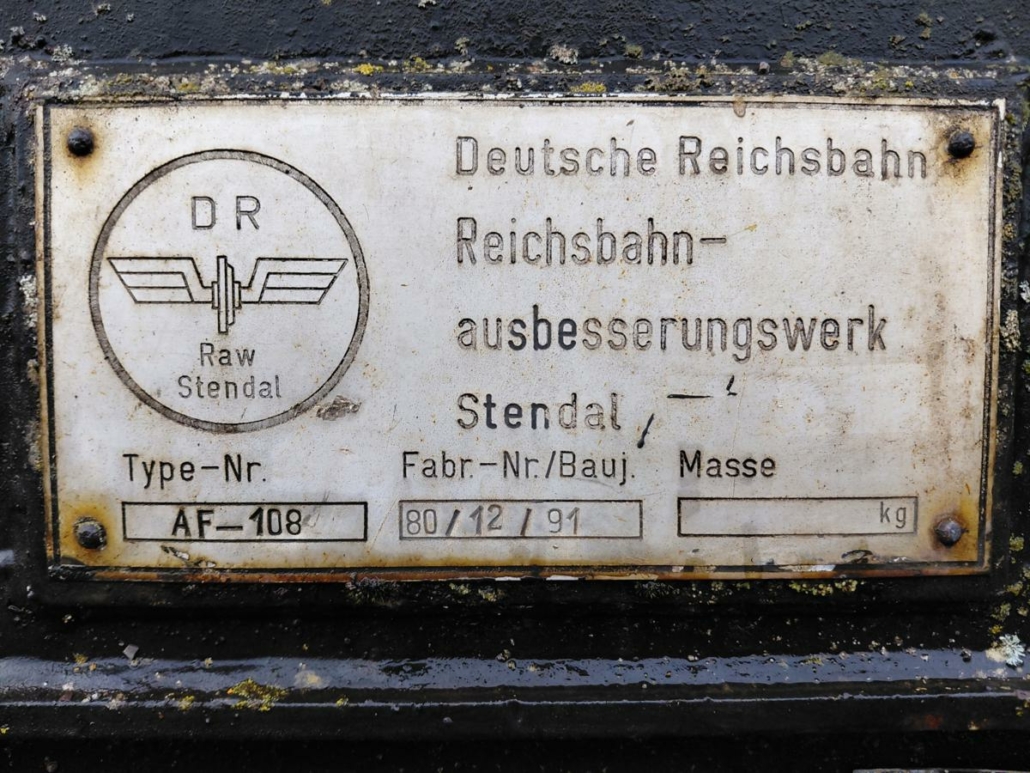 DR
Raw
Stendal
Deutsche Reichsbahn
Reichsbahn-
ausbesserungswerk
Stendal
Type-Nr.
Fabr.-Nr./Bauj.
Masse
AF-108
80/12/91
kg